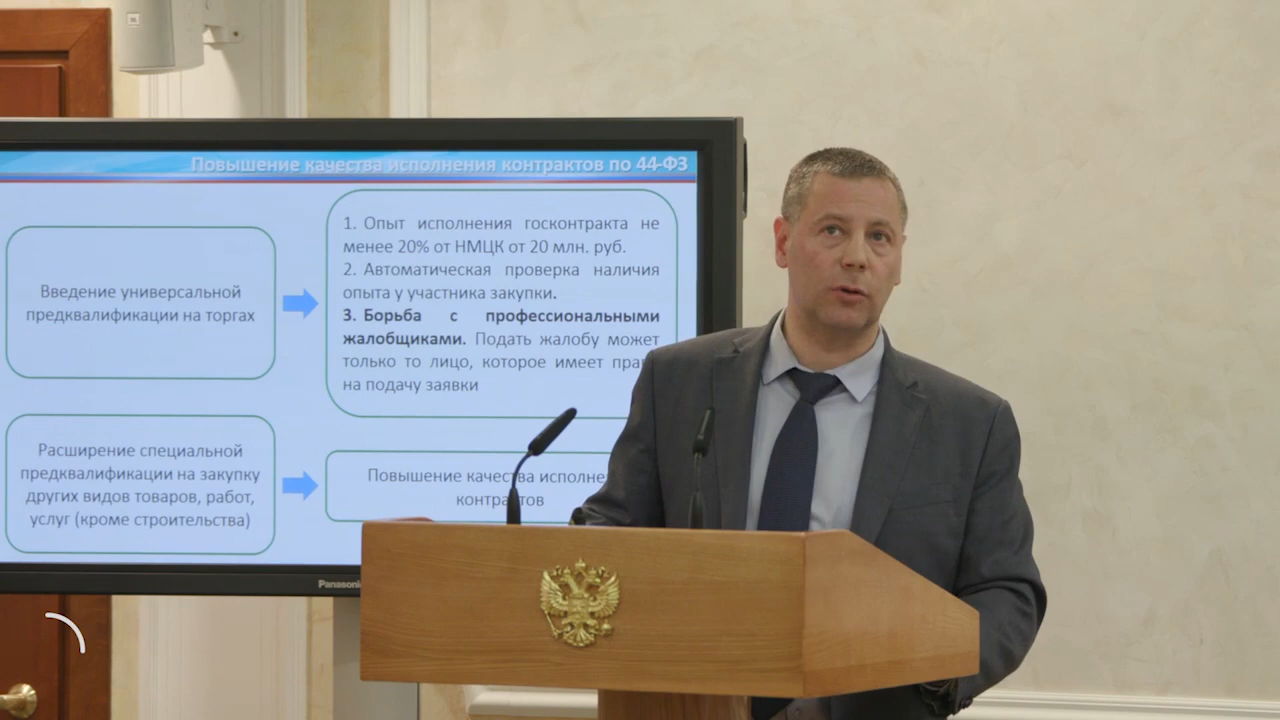 Повышение качества исполнения контрактов по 44-ФЗ
Введение универсальной
предквалификации на торгах
1. Опыт исполнения госконтракта не
менее 20% от НМЦК от 20 млн. руб.
2. Автоматическая проверка наличия
опыта у участника закупки.
3. Борьба с профессиональными
жалобщиками. Подать жалобу может
только то лицо, которое имеет
на подачу заявки
Расширение специальной
предквалификации на закупку
других видов товаров, работ,
услуг (кроме строительства)
Повышение качества
контрактов
Panasonic
JBL